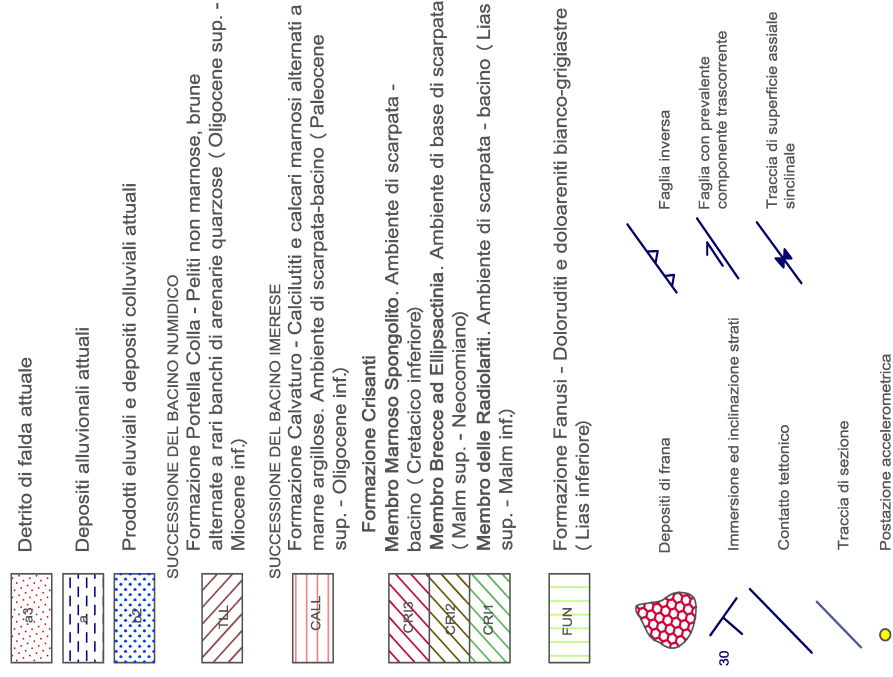 a3
Detrito di falda attuale
a
Depositi alluvionali attuali
b2
Prodotti eluviali e depositi colluviali attuali
SUCCESSIONE DEL BACINO NUMIDICO
TLL
Formazione Portella Colla - Peliti non marnose, brune
alternate a rari banchi di arenarie quarzose ( Oligocene sup. -
Miocene inf.)
SUCCESSIONE DEL BACINO IMERESE
CALL
Formazione Calvaturo - Calcilutiti e calcari marnosi alternati a
marne argillose. Ambiente di scarpata-bacino ( Paleocene
sup. - Oligocene inf.)
Formazione Crisanti
CRI3
Membro Marnoso Spongolito. Ambiente di scarpata -
bacino ( Cretacico inferiore)
CRI2
Membro Brecce ad Ellipsactinia. Ambiente di base di scarpata
( Malm sup. - Neocomiano)
CRI1
Membro delle Radiolariti. Ambiente di scarpata - bacino ( Lias
sup. - Malm inf.)
FUN
Formazione Fanusi - Doloruditi e doloareniti bianco-grigiastre
( Lias inferiore)
Depositi di frana
Faglia inversa
30
Immersione ed inclinazione strati
Faglia con prevalente
componente trascorrente
Contatto tettonico
Traccia di superficie assiale
sinclinale
Traccia di sezione
Postazione accelerometrica